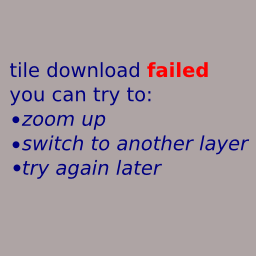 tile download failed
you can try to:
•zoom up
•switch to another layer
•try again later